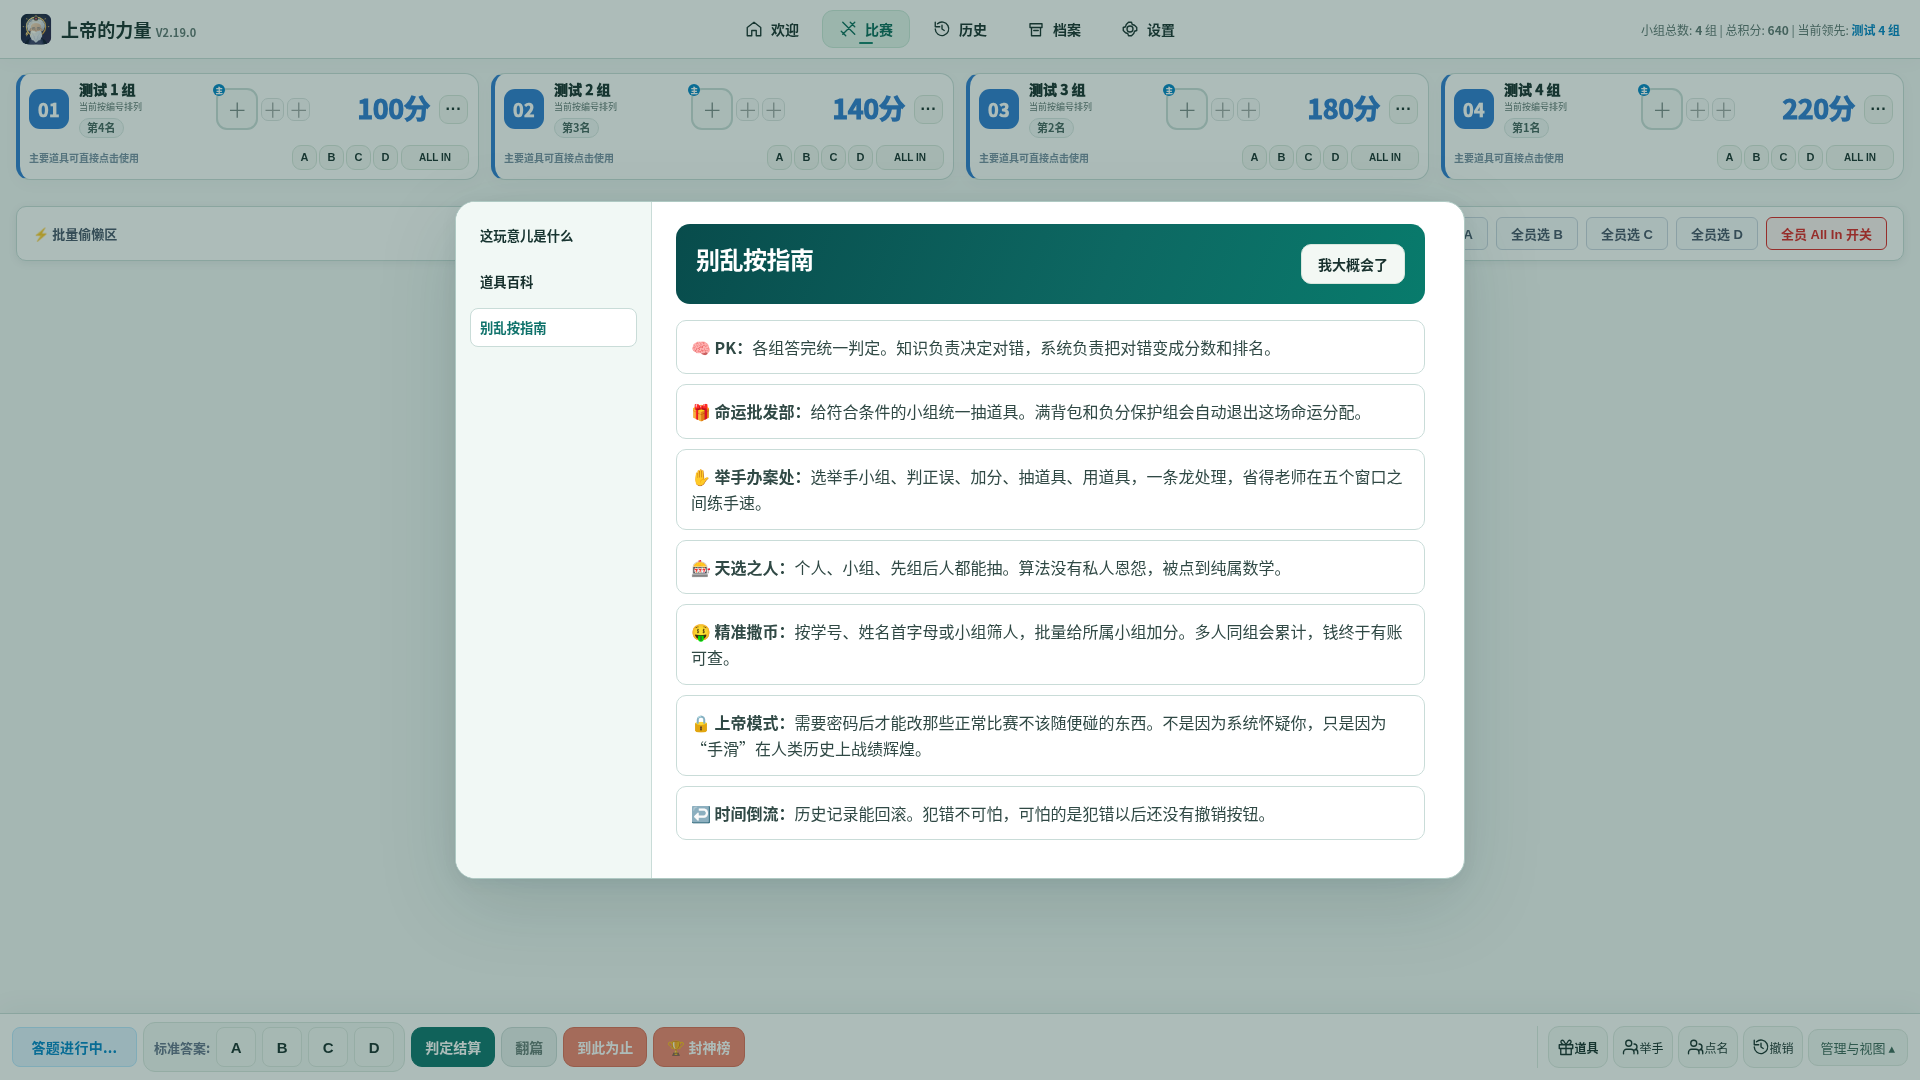 上帝的力量 V2.19.0
欢迎
比赛
历史
档案
设置
小组总数: 4 组 | 总积分: 640 | 当前领先: 测试 4 组
01
测试 1 组
当前按编号排列
第4名
主
100分
主要道具可直接点击使用
A B C D ALL IN
02
测试 2 组
当前按编号排列
第3名
主
140分
主要道具可直接点击使用
A B C D ALL IN
03
测试 3 组
当前按编号排列
第2名
主
180分
主要道具可直接点击使用
A B C D ALL IN
04
测试 4 组
当前按编号排列
第1名
主
220分
主要道具可直接点击使用
A B C D ALL IN
⚡ 批量偷懒区
A
全员选 B
全员选 C
全员选 D
全员 All In 开关
这玩意儿是什么
道具百科
别乱按指南
别乱按指南
我大概会了
🧠 PK：各组答完统一判定。知识负责决定对错，系统负责把对错变成分数和排名。
🎁 命运批发部：给符合条件的小组统一抽道具。满背包和负分保护组会自动退出这场命运分配。
✋ 举手办案处：选举手小组、判正误、加分、抽道具、用道具，一条龙处理，省得老师在五个窗口之
间练手速。
🎰 天选之人：个人、小组、先组后人都能抽。算法没有私人恩怨，被点到纯属数学。
🤑 精准撒币：按学号、姓名首字母或小组筛人，批量给所属小组加分。多人同组会累计，钱终于有账
可查。
🔒 上帝模式：需要密码后才能改那些正常比赛不该随便碰的东西。不是因为系统怀疑你，只是因为
“手滑”在人类历史上战绩辉煌。
↩️ 时间倒流：历史记录能回滚。犯错不可怕，可怕的是犯错以后还没有撤销按钮。
答题进行中...
标准答案: A B C D
判定结算
翻篇
到此为止
🏆 封神榜
道具
举手
点名
撤销
管理与视图 ▴